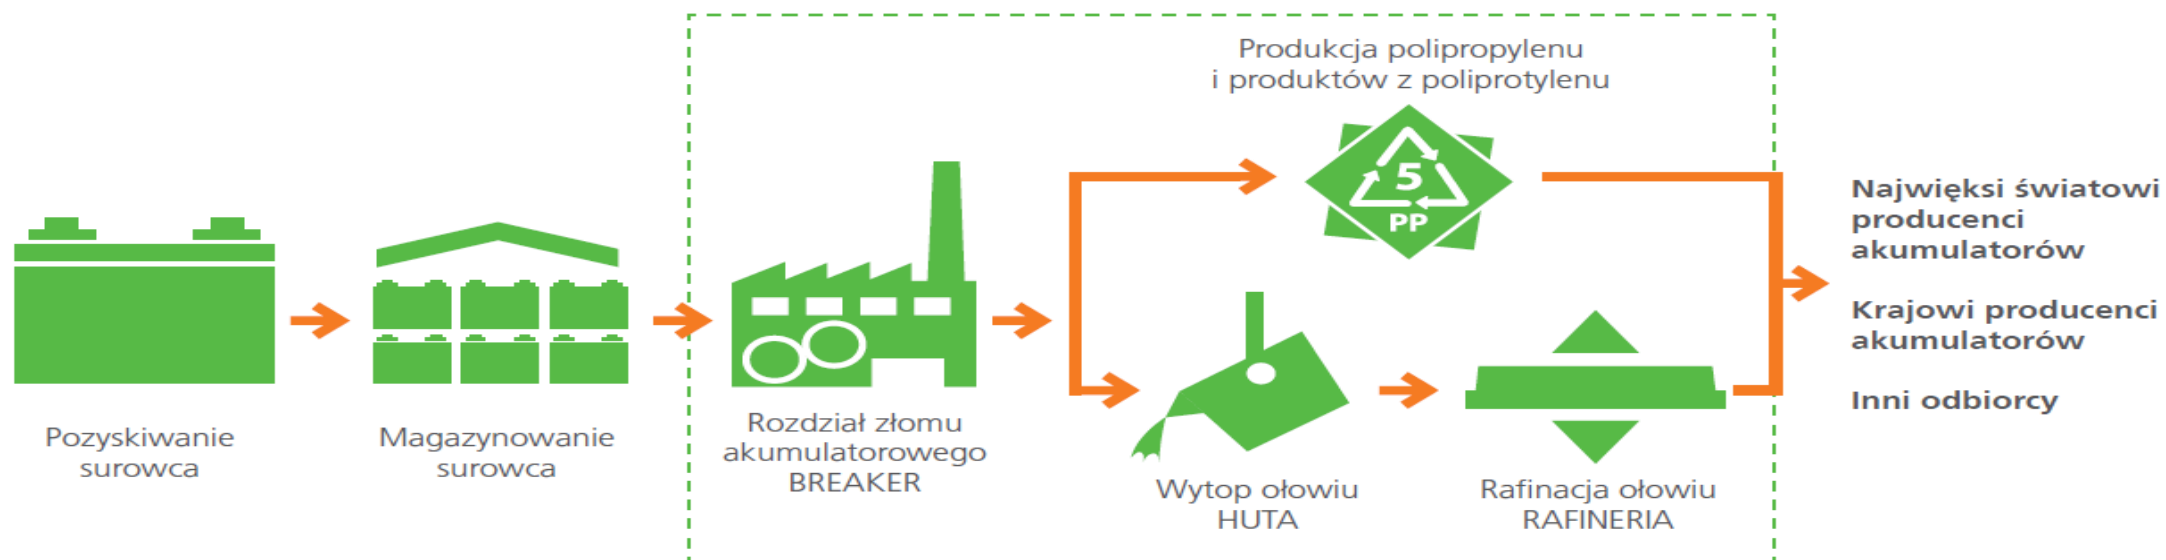 Pozyskiwanie
surowca
Magazynowanie
surowca
Rozdział złomu
akumulatorowego
BREAKER
Produkcja polipropylenu
i produktów z poliprotylenu
5
PP
Wytop ołowiu
HUTA
Rafinacja ołowiu
RAFINERIA
Najwięksi światowi
producenci
akumulatorów
Krajowi producenci
akumulatorów
Inni odbiorcy